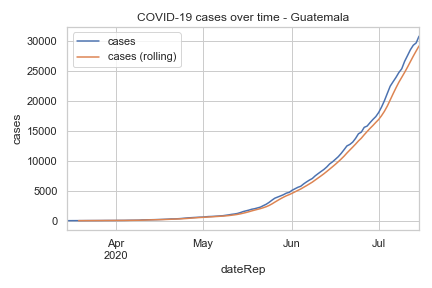 COVID-19 cases over time - Guatemala
cases
cases (rolling)
30000
25000
20000
15000
10000
5000
0
cases
Apr
2020
May
Jun
Jul
dateRep